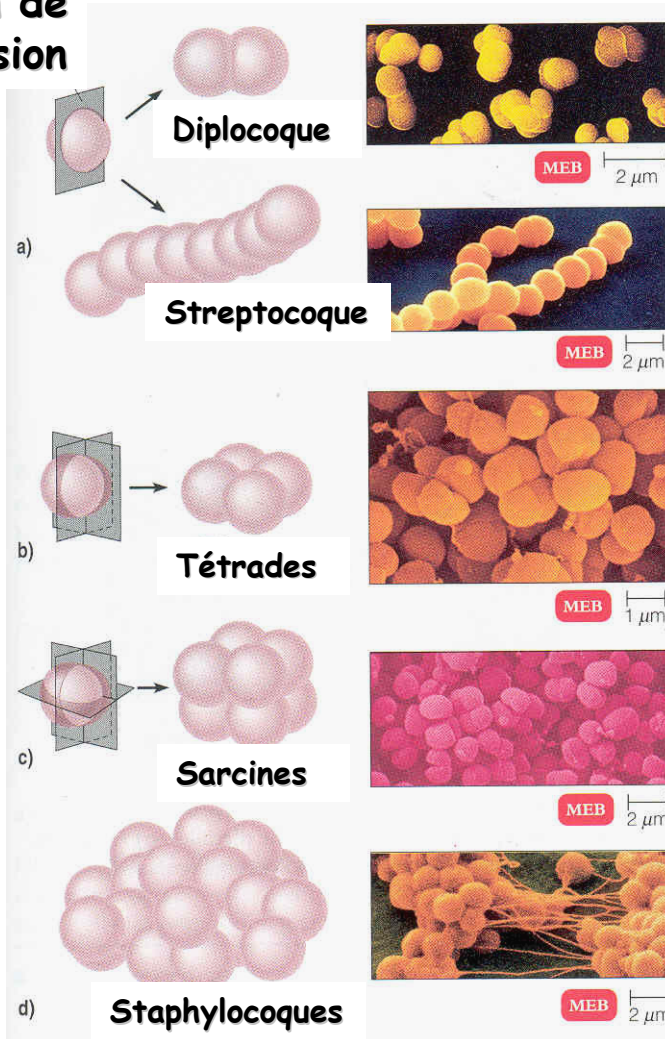 de
sion
Diplocoque
MEB
2 μm
a)
Streptocoque
MEB
2 μm
b)
Tétrades
MEB
1 μm
c)
Sarcines
MEB
2 μm
d)
Staphylocoques
MEB
2 μm